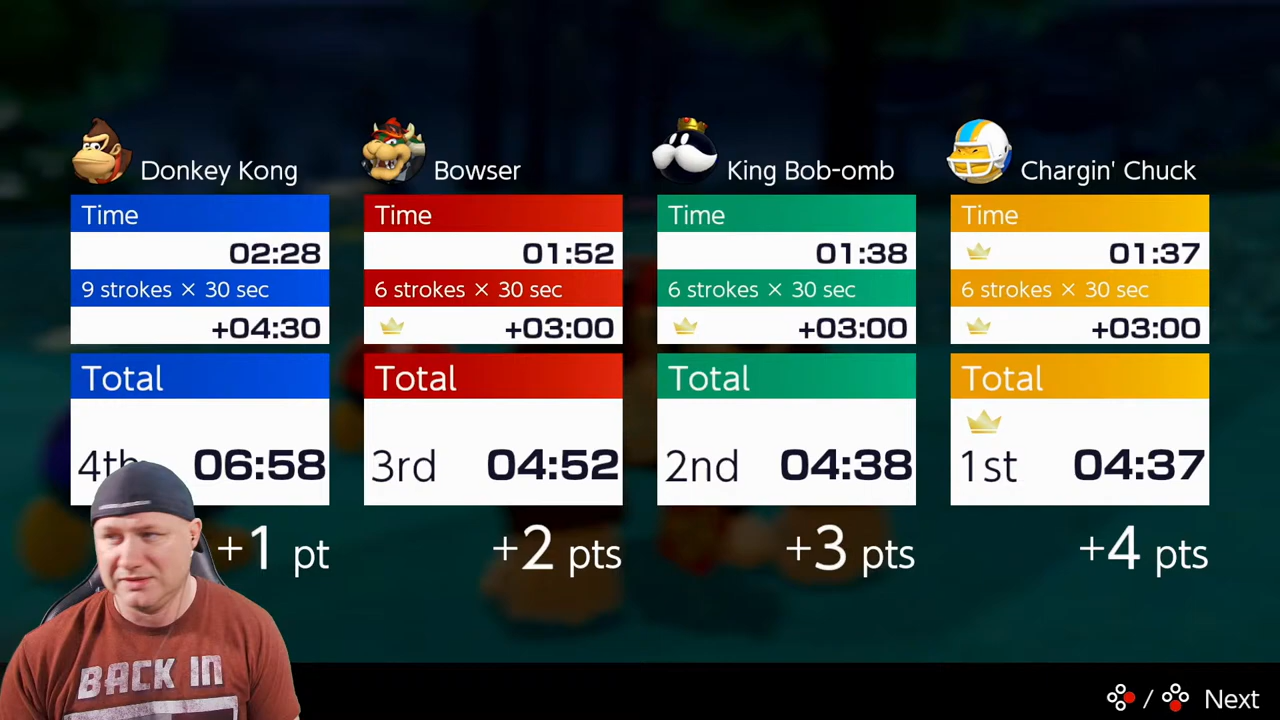 Donkey Kong
Time
02:28
9 strokes × 30 sec
+04:30
Total
4th 06:58
+1 pt
Bowser
Time
01:52
6 strokes × 30 sec
+03:00
Total
3rd 04:52
+2 pts
King Bob-omb
Time
01:38
6 strokes × 30 sec
+03:00
Total
2nd 04:38
+3 pts
Chargin' Chuck
Time
01:37
6 strokes × 30 sec
+03:00
Total
1st 04:37
+4 pts
BACK IN
/ Next